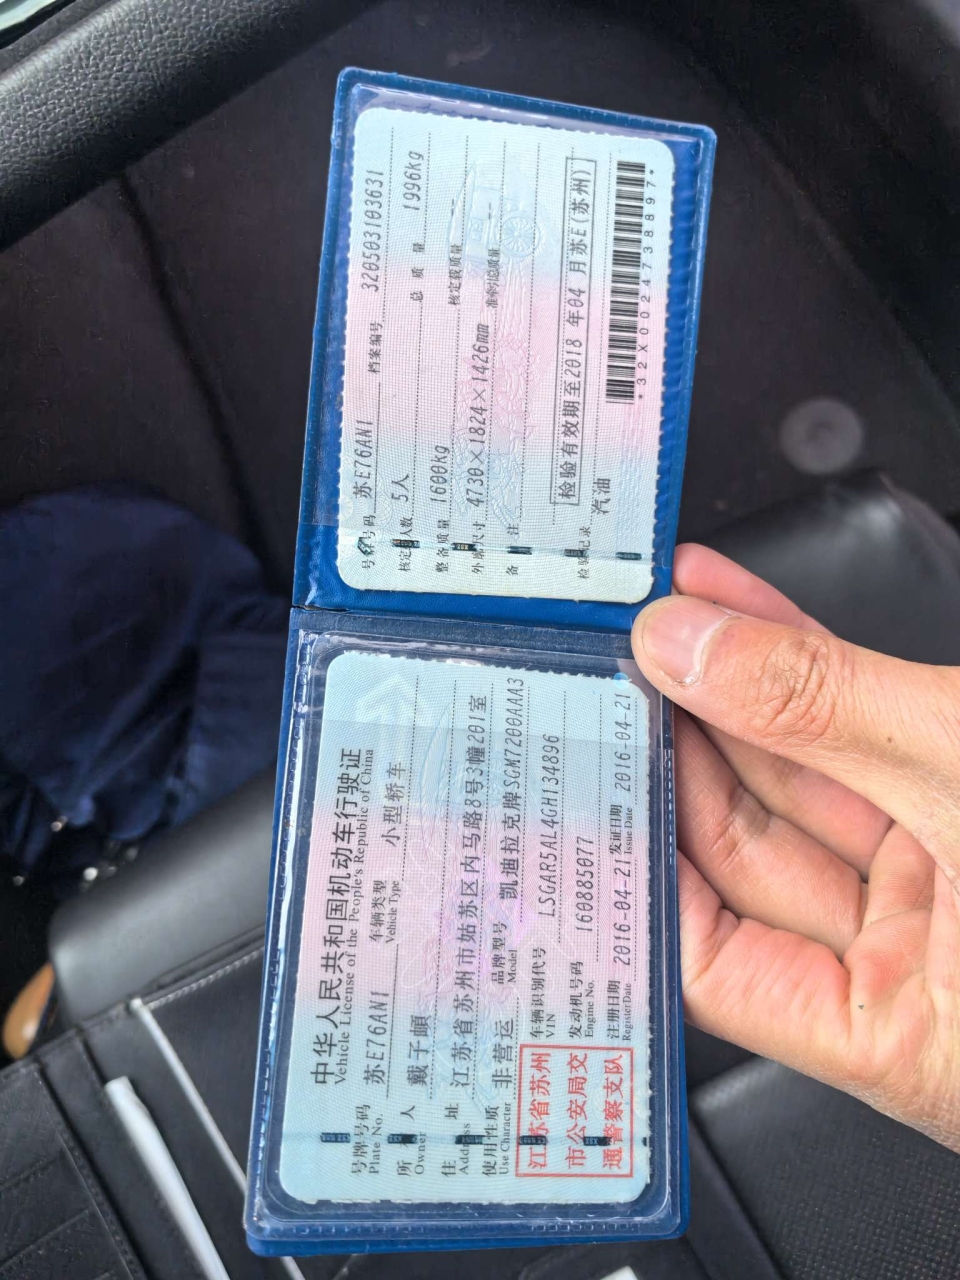 中华人民共和国机动车行驶证
Vehicle License of the People's Republic of China
号牌号码 苏E76AN1 车辆类型 小型轿车
Plate No. Vehicle Type
所有人 戴于頔
Owner
住址 江苏省苏州市姑苏区内马路8号3幢201室
Address
使用性质 非营运 品牌型号 凯迪拉克牌SGM7200AAA3
Use Character Model
江苏省苏州
市公安局交
通警察支队
车辆识别代号 LSGAR5AL4GH134896
VIN
发动机号码 160885077
Engine No.
注册日期 2016-04-21 发证日期 2016-04-21
Register Date Issue Date
号牌号码 苏E76AN1 档案编号 320503103631
核定载人数 5人 总质量 1996kg
整备质量 1600kg 核定载质量
外廓尺寸 4730×1824×1426mm 准牵引总质量
备注
检验有效期至2018年04月苏E(苏州)
检验记录 汽油
*32X0024738897*